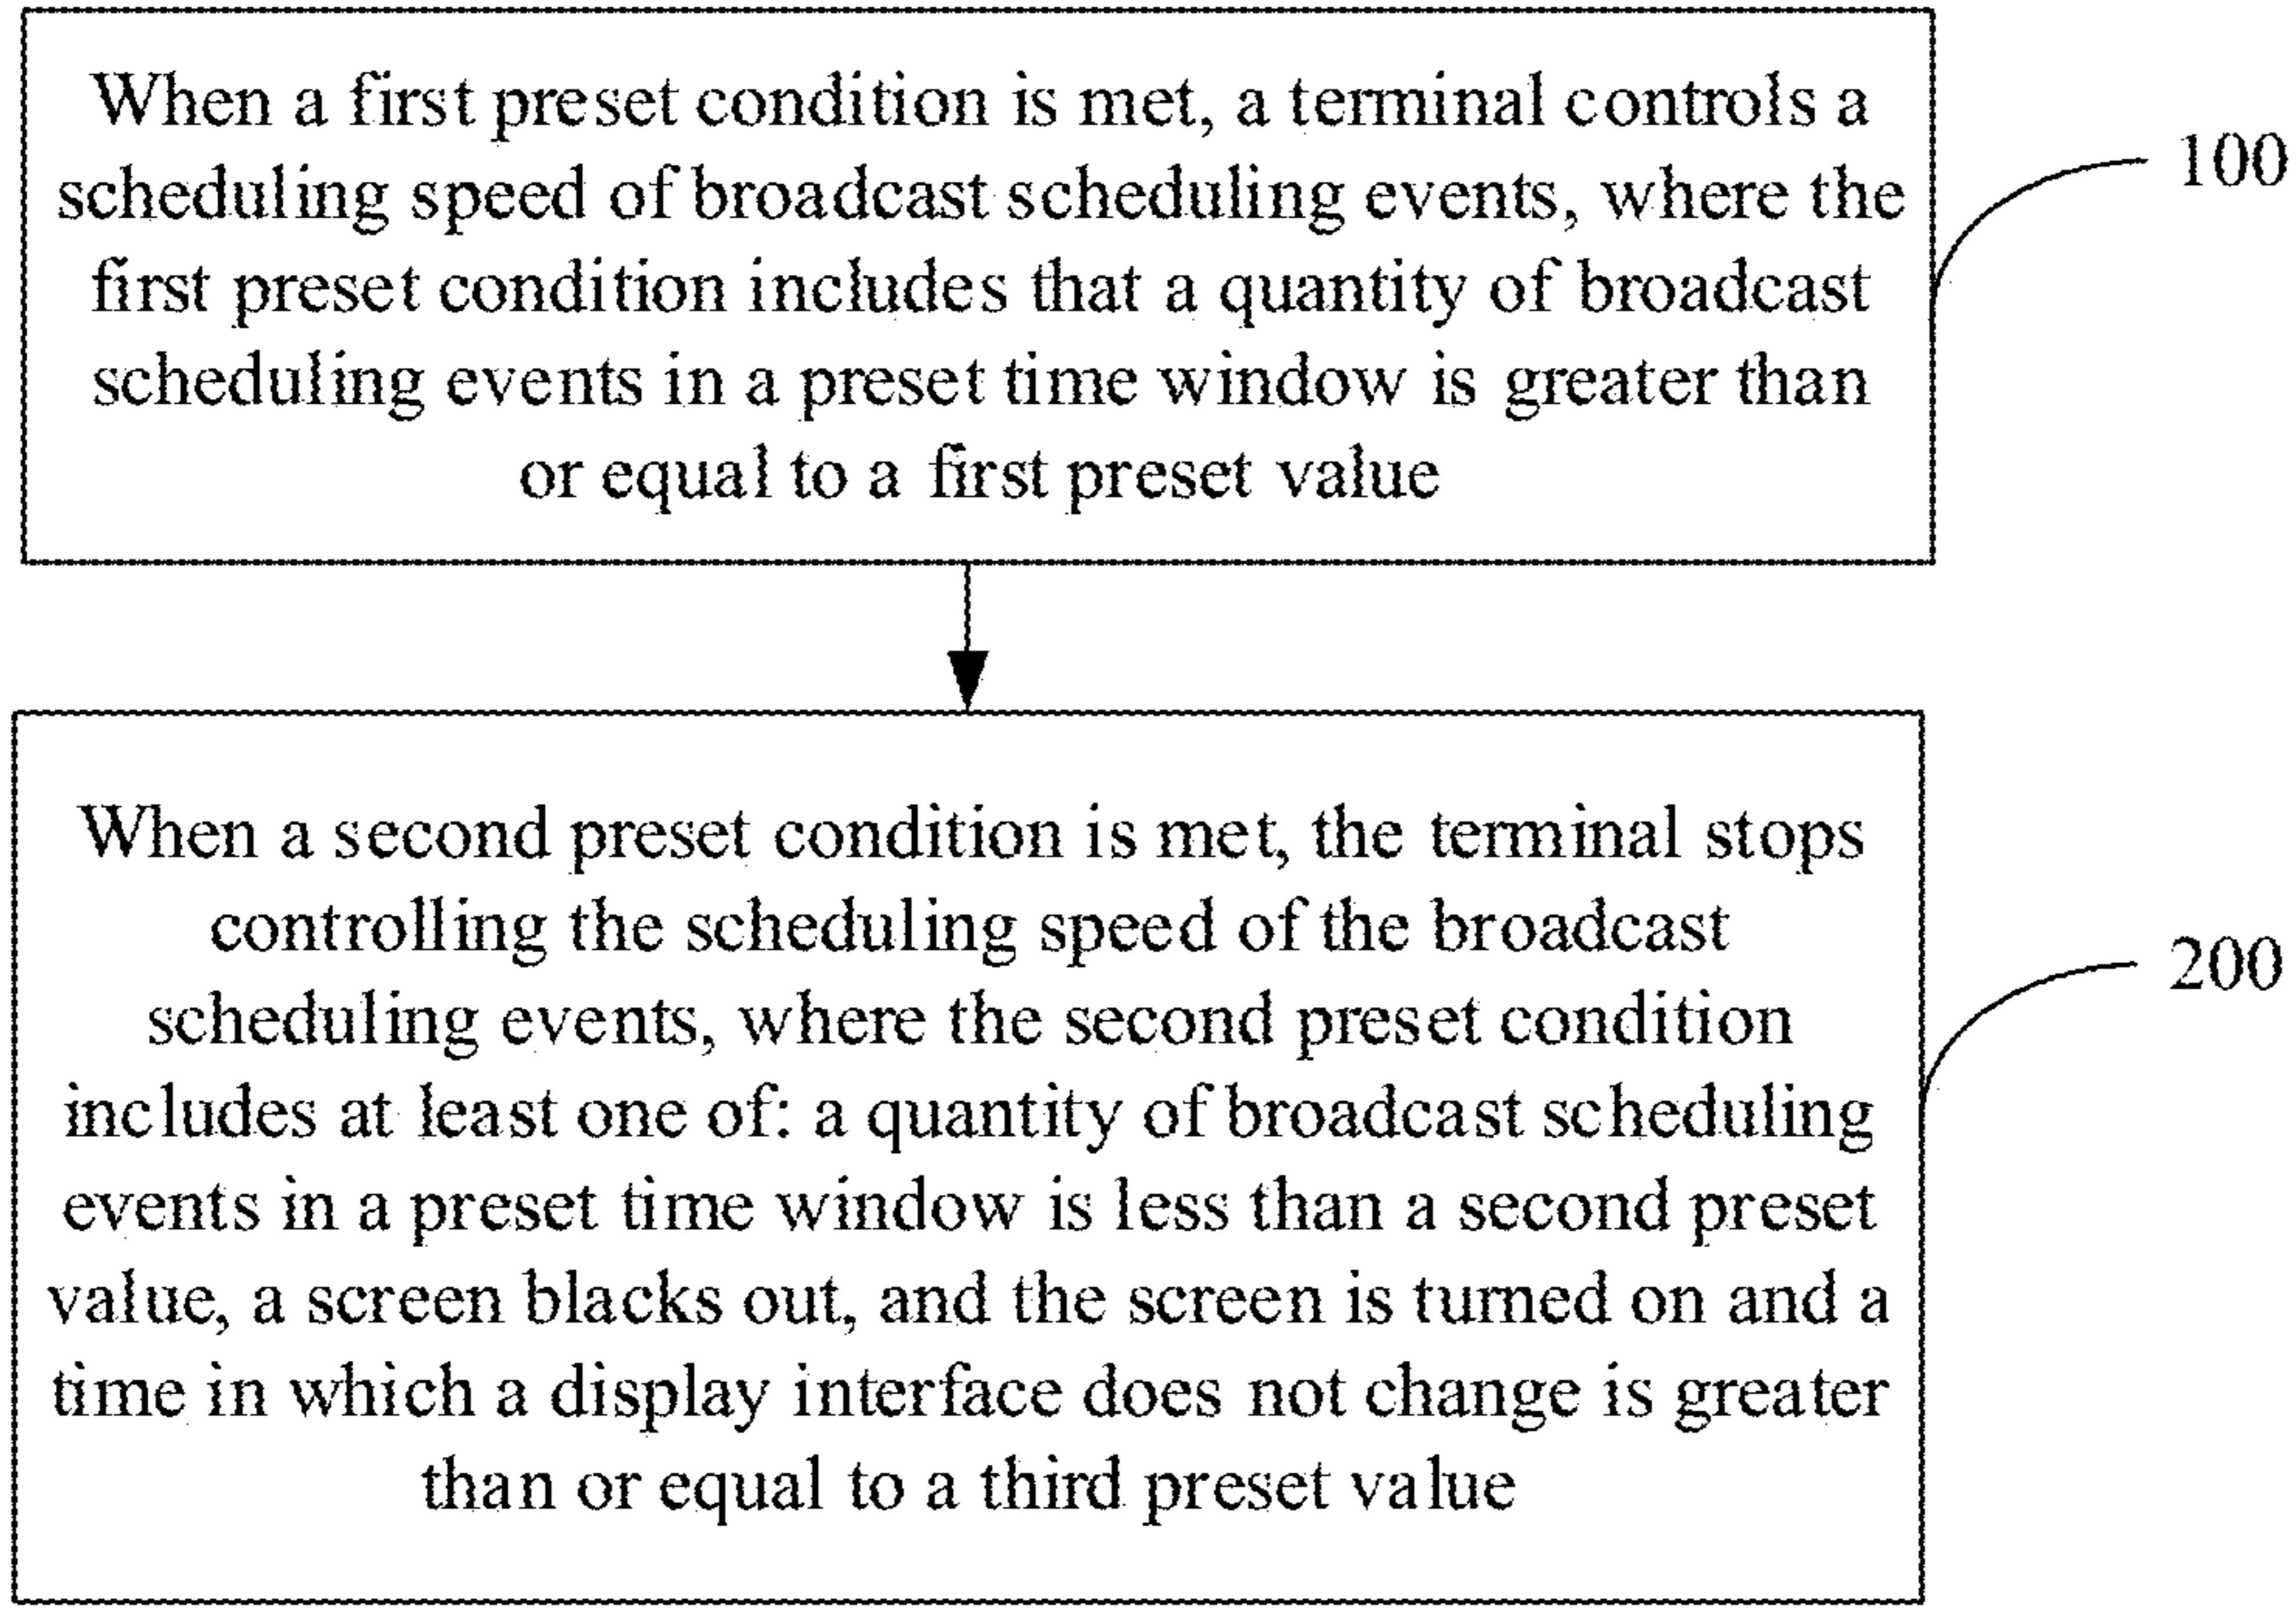 When a first preset condition is met, a terminal controls a
scheduling speed of broadcast scheduling events, where the
first preset condition includes that a quantity of broadcast
scheduling events in a preset time window is greater than
or equal to a first preset value
100
When a second preset condition is met, the terminal stops
controlling the scheduling speed of the broadcast
scheduling events, where the second preset condition
includes at least one of: a quantity of broadcast scheduling
events in a preset time window is less than a second preset
value, a screen blacks out, and the screen is turned on and a
time in which a display interface does not change is greater
than or equal to a third preset value
200